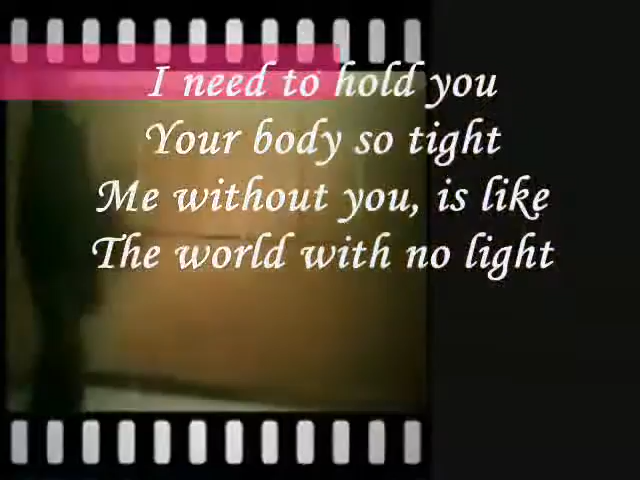 I need to hold you
Your body so tight
Me without you, is like
The world with no light